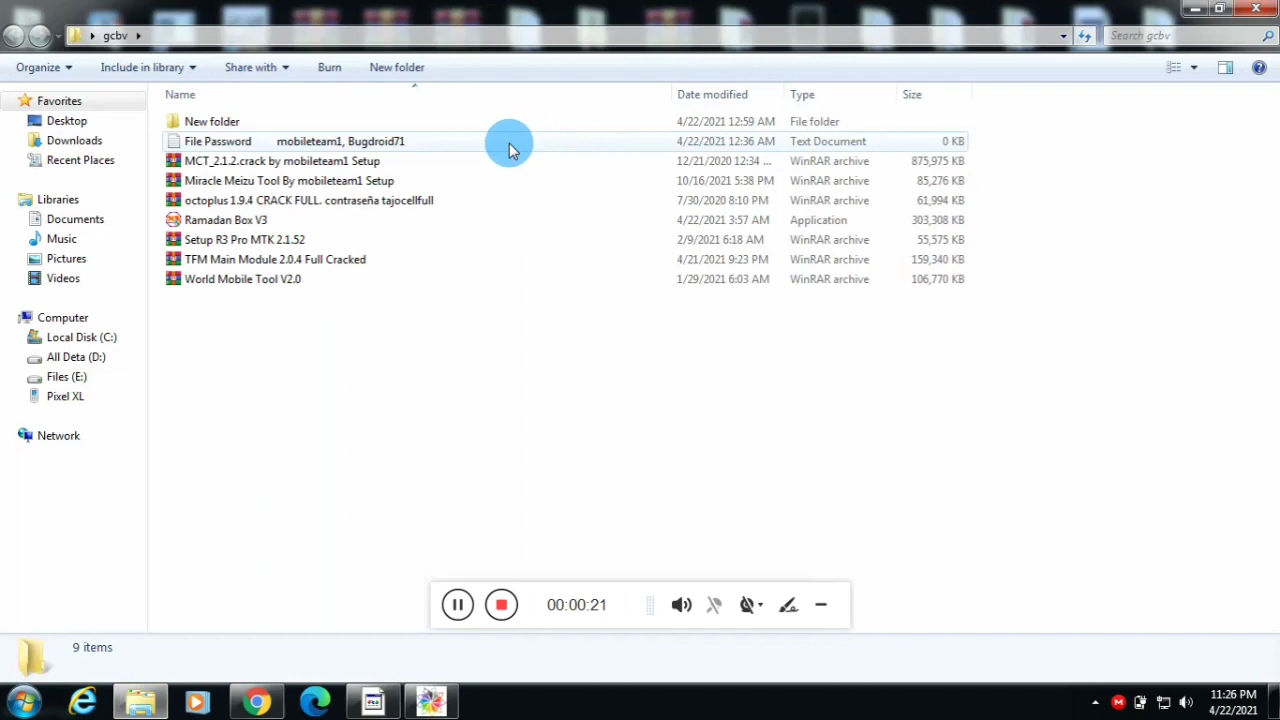 gcbv
Search gcbv
Organize Include in library Share with Burn New folder
Name Date modified Type Size
New folder 4/22/2021 12:59 AM File folder
File Password mobileteam1, Bugdroid71 4/22/2021 12:36 AM Text Document 0 KB
MCT_2.1.2.crack by mobileteam1 Setup 12/21/2020 12:34 ... WinRAR archive 875,975 KB
Miracle Meizu Tool By mobileteam1 Setup 10/16/2021 5:38 PM WinRAR archive 85,276 KB
octoplus 1.9.4 CRACK FULL. contraseña tajocellfull 7/30/2020 8:10 PM WinRAR archive 61,994 KB
Ramadan Box V3 4/22/2021 3:57 AM Application 303,308 KB
Setup R3 Pro MTK 2.1.52 2/9/2021 6:18 AM WinRAR archive 55,575 KB
TFM Main Module 2.0.4 Full Cracked 4/21/2021 9:23 PM WinRAR archive 159,340 KB
World Mobile Tool V2.0 1/29/2021 6:03 AM WinRAR archive 106,770 KB
Favorites
Desktop
Downloads
Recent Places
Libraries
Documents
Music
Pictures
Videos
Computer
Local Disk (C:)
All Deta (D:)
Files (E:)
Pixel XL
Network
00:00:21
9 items
11:26 PM
4/22/2021